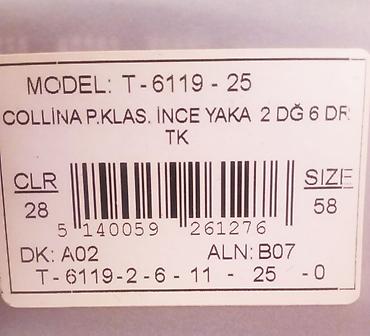 MODEL: T-6119-25
COLLİNA P.KLAS. İNCE YAKA 2 DĞ 6 DR
TK
CLR SIZE
28 58
5 140059 261276
DK: A02 ALN: B07
T-6119-2-6-11-25-0